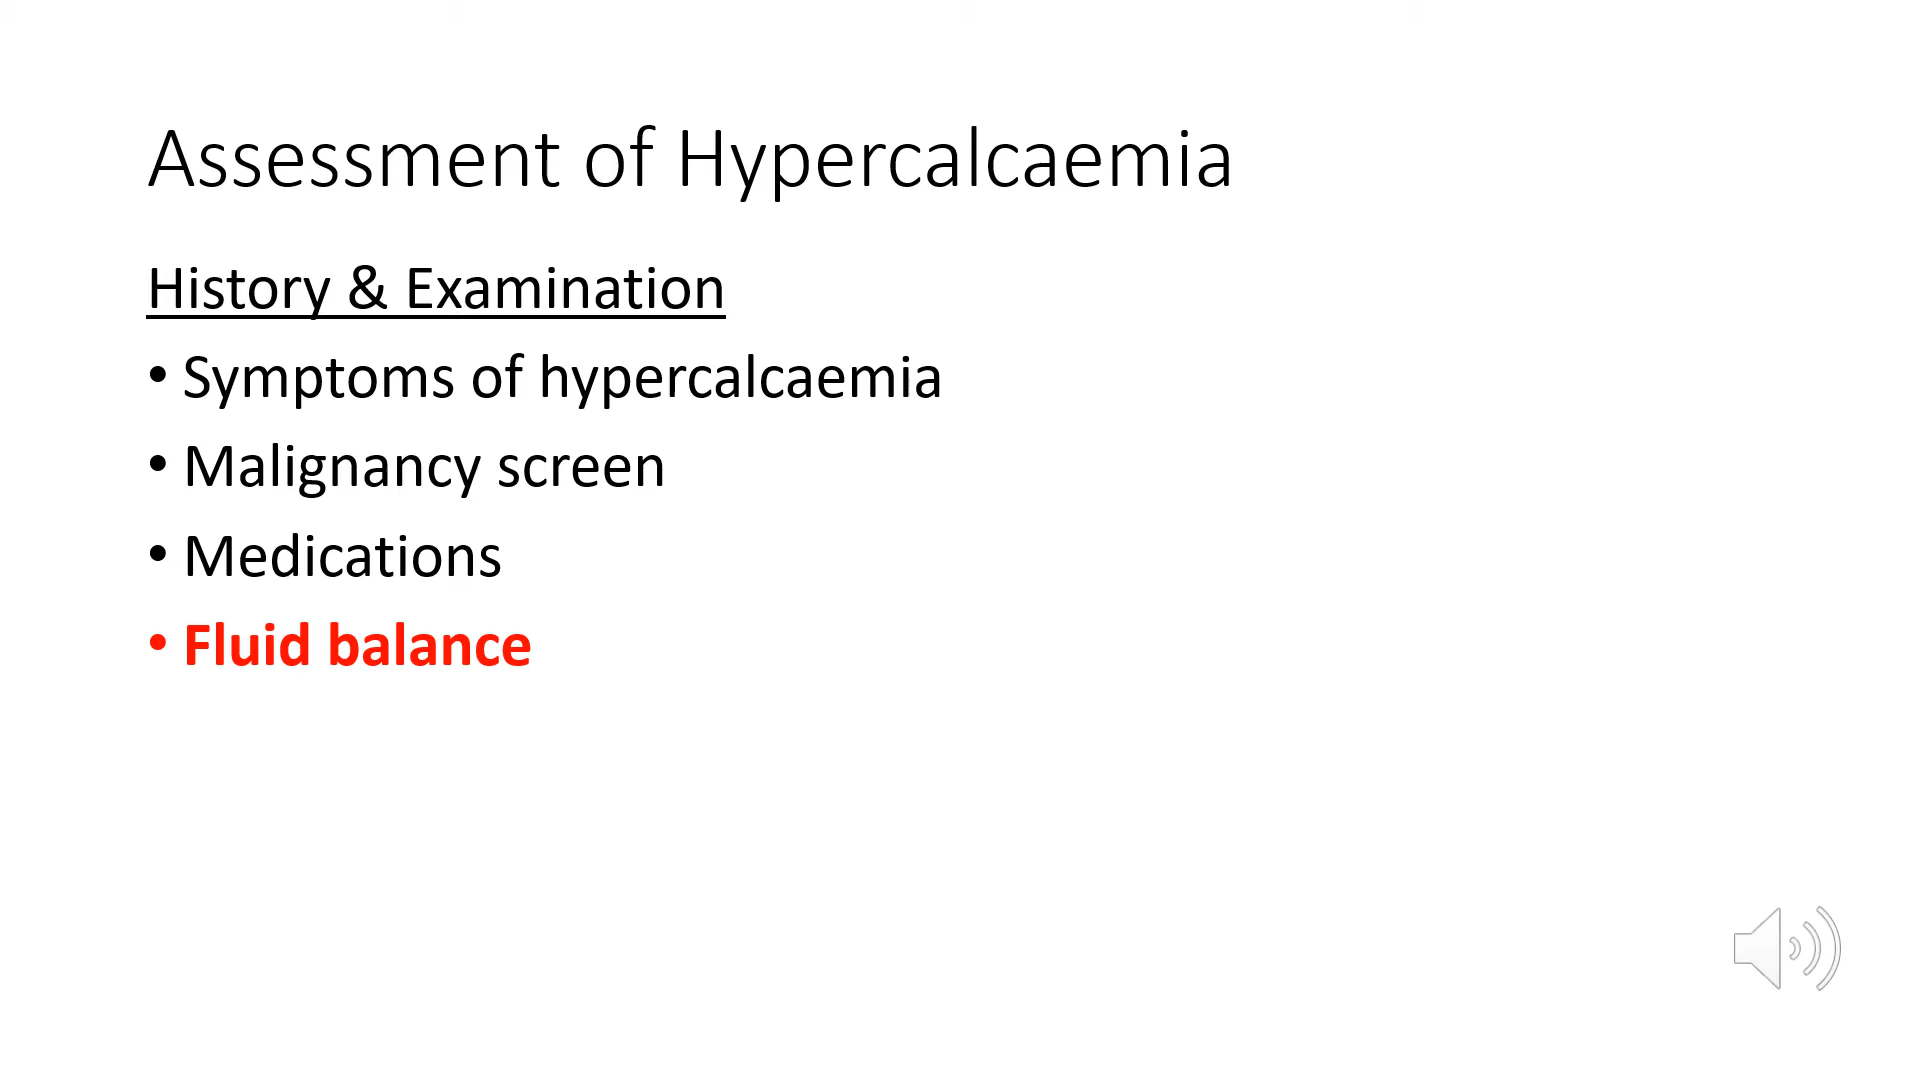 Assessment of Hypercalcaemia
History & Examination
• Symptoms of hypercalcaemia
• Malignancy screen
• Medications
• Fluid balance